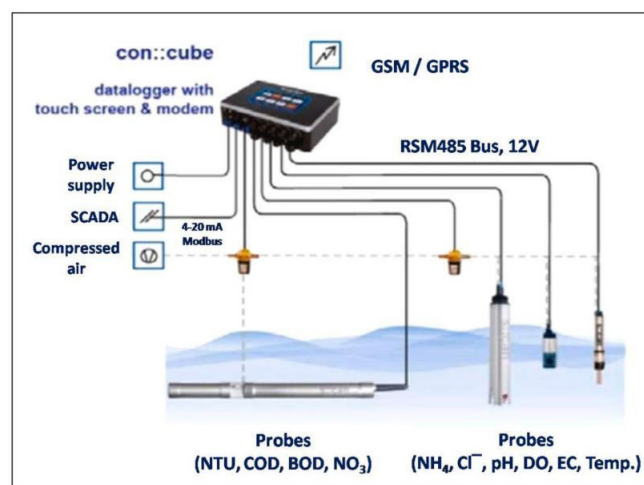 con::cube
GSM / GPRS
datalogger with
touch screen & modem
RSM485 Bus, 12V
Power
supply
SCADA
4-20 mA
Modbus
Compressed
air
Probes
(NTU, COD, BOD, NO₃)
Probes
(NH₄, Cl⁻, pH, DO, EC, Temp.)